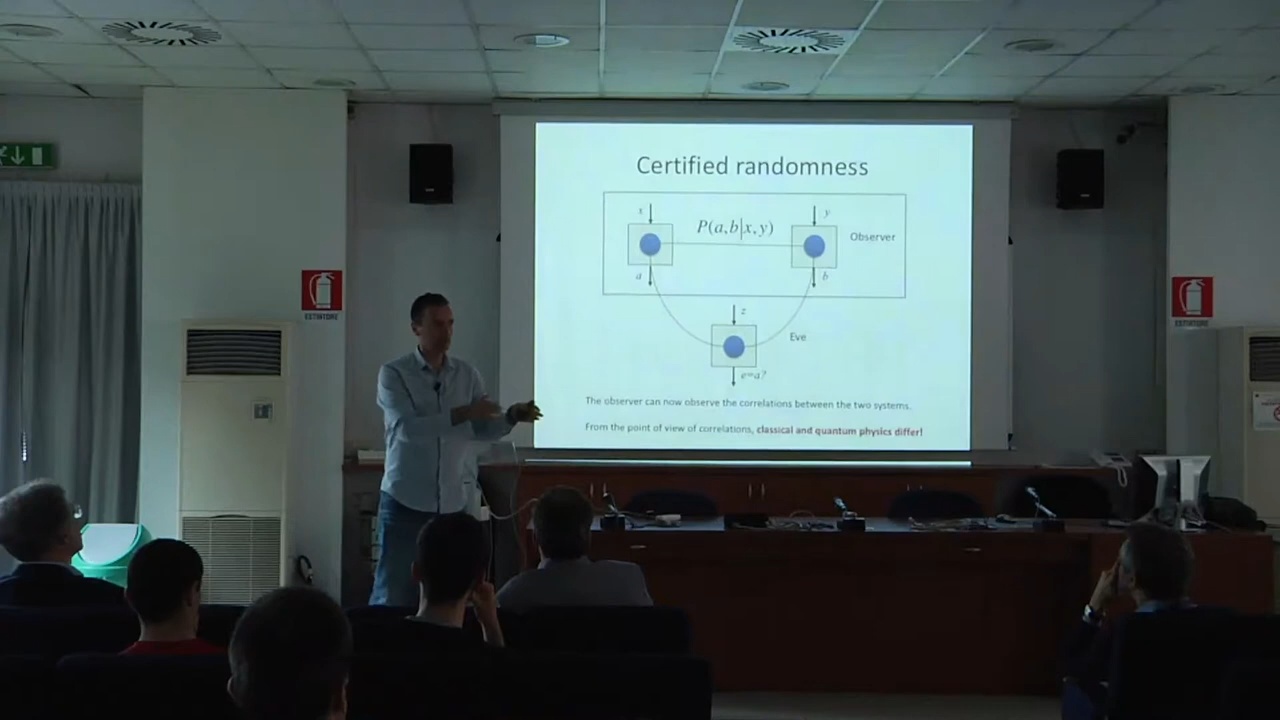 Certified randomness
x
y
P(a,b|x,y)
Observer
a
b
z
Eve
e=a?
The observer can now observe the correlations between the two systems.
From the point of view of correlations, classical and quantum physics differ!
ESTINTORE
ESTINTORE